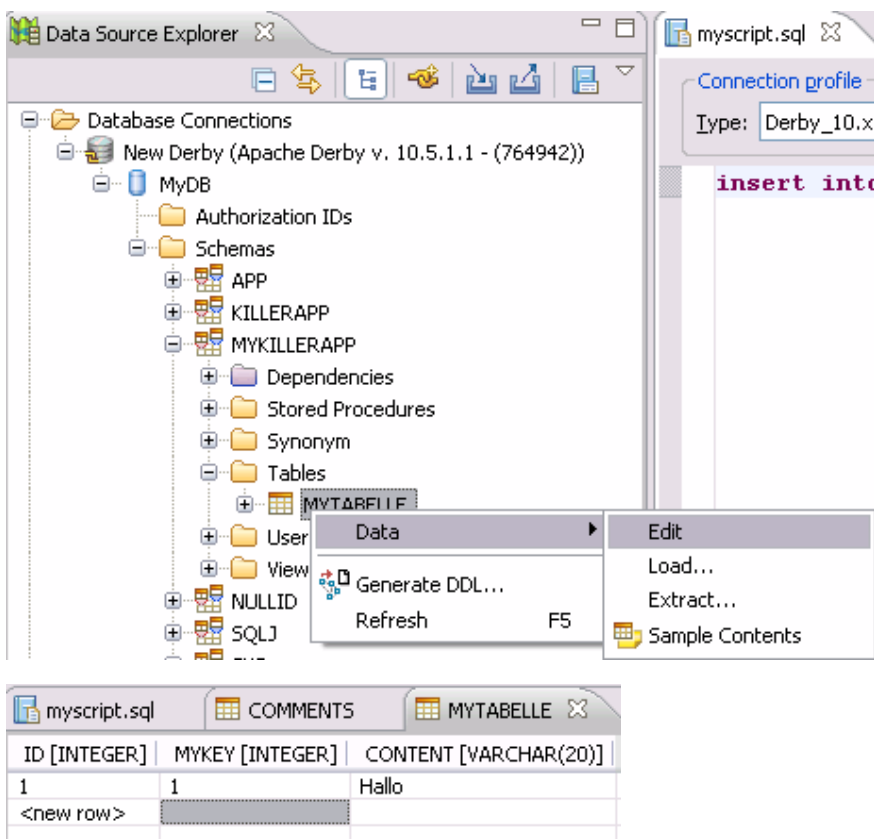 Data Source Explorer
myscript.sql
Connection profile
Type: Derby_10.x
insert into
Database Connections
New Derby (Apache Derby v. 10.5.1.1 - (764942))
MyDB
Authorization IDs
Schemas
APP
KILLERAPP
MYKILLERAPP
Dependencies
Stored Procedures
Synonym
Tables
MYTABELLE
User
View
NULLID
SQLJ
Data
Generate DDL...
Refresh F5
Edit
Load...
Extract...
Sample Contents
myscript.sql COMMENTS MYTABELLE
ID [INTEGER] MYKEY [INTEGER] CONTENT [VARCHAR(20)]
1 1 Hallo
<new row>